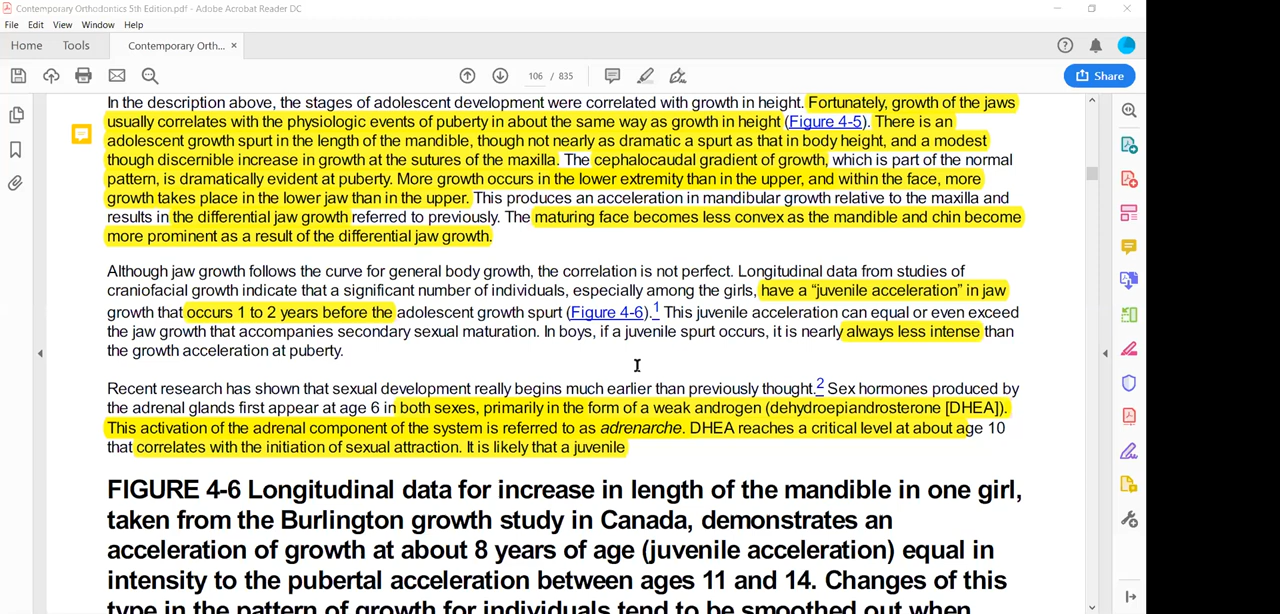 Contemporary Orthodontics 5th Edition.pdf - Adobe Acrobat Reader DC
File Edit View Window Help
Home Tools Contemporary Orth... ×
106 / 835 Share
In the description above, the stages of adolescent development were correlated with growth in height. Fortunately, growth of the jaws
usually correlates with the physiologic events of puberty in about the same way as growth in height (Figure 4-5). There is an
adolescent growth spurt in the length of the mandible, though not nearly as dramatic a spurt as that in body height, and a modest
though discernible increase in growth at the sutures of the maxilla. The cephalocaudal gradient of growth, which is part of the normal
pattern, is dramatically evident at puberty. More growth occurs in the lower extremity than in the upper, and within the face, more
growth takes place in the lower jaw than in the upper. This produces an acceleration in mandibular growth relative to the maxilla and
results in the differential jaw growth referred to previously. The maturing face becomes less convex as the mandible and chin become
more prominent as a result of the differential jaw growth.
Although jaw growth follows the curve for general body growth, the correlation is not perfect. Longitudinal data from studies of
craniofacial growth indicate that a significant number of individuals, especially among the girls, have a “juvenile acceleration” in jaw
growth that occurs 1 to 2 years before the adolescent growth spurt (Figure 4-6).1 This juvenile acceleration can equal or even exceed
the jaw growth that accompanies secondary sexual maturation. In boys, if a juvenile spurt occurs, it is nearly always less intense than
the growth acceleration at puberty.
Recent research has shown that sexual development really begins much earlier than previously thought.2 Sex hormones produced by
the adrenal glands first appear at age 6 in both sexes, primarily in the form of a weak androgen (dehydroepiandrosterone [DHEA]).
This activation of the adrenal component of the system is referred to as adrenarche. DHEA reaches a critical level at about age 10
that correlates with the initiation of sexual attraction. It is likely that a juvenile
FIGURE 4-6 Longitudinal data for increase in length of the mandible in one girl,
taken from the Burlington growth study in Canada, demonstrates an
acceleration of growth at about 8 years of age (juvenile acceleration) equal in
intensity to the pubertal acceleration between ages 11 and 14. Changes of this
type in the pattern of growth for individuals tend to be smoothed out when